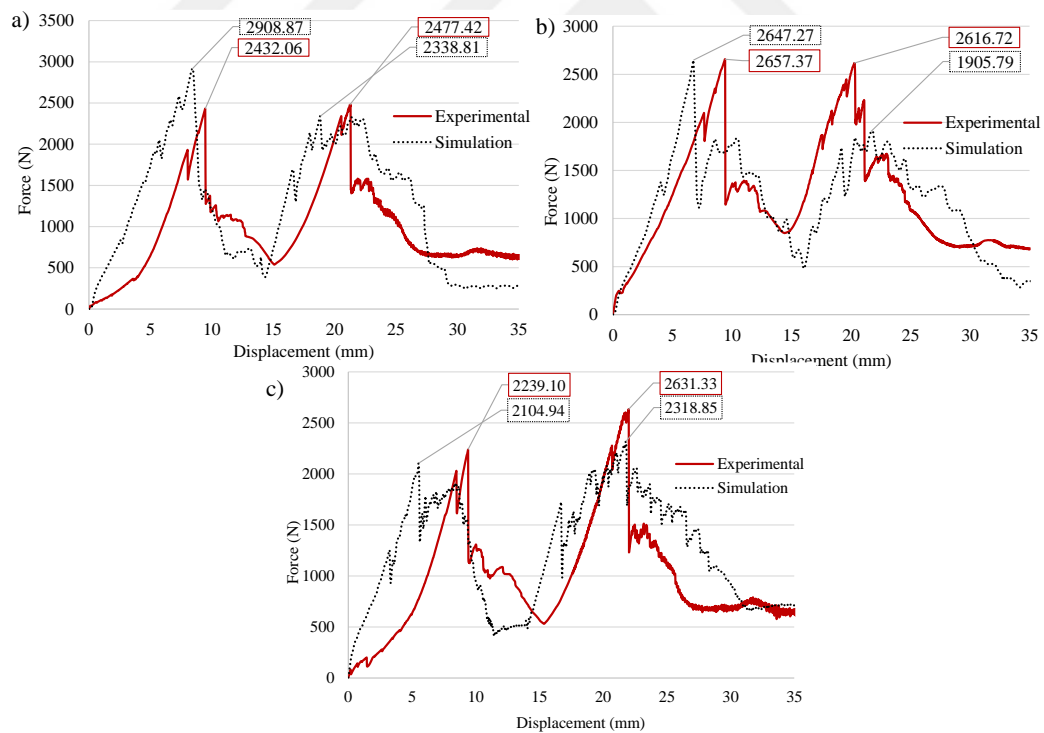 a)
2908.87
2432.06
2477.42
2338.81
4000
3500
3000
2500
2000
1500
1000
500
0
Force (N)
Experimental
Simulation
0 5 10 15 20 25 30 35
Displacement (mm)
b)
2647.27
2657.37
2616.72
1905.79
3000
2500
2000
1500
1000
500
0
Force (N)
Experimental
Simulation
0 5 10 15 20 25 30 35
Displacement (mm)
c)
2239.10
2104.94
2631.33
2318.85
3000
2500
2000
1500
1000
500
0
Force (N)
Experimental
Simulation
0 5 10 15 20 25 30 35
Displacement (mm)